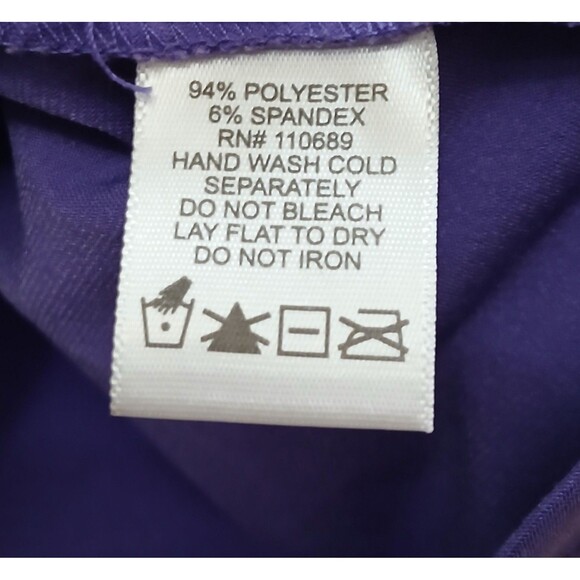 94% POLYESTER
6% SPANDEX
RN# 110689
HAND WASH COLD
SEPARATELY
DO NOT BLEACH
LAY FLAT TO DRY
DO NOT IRON